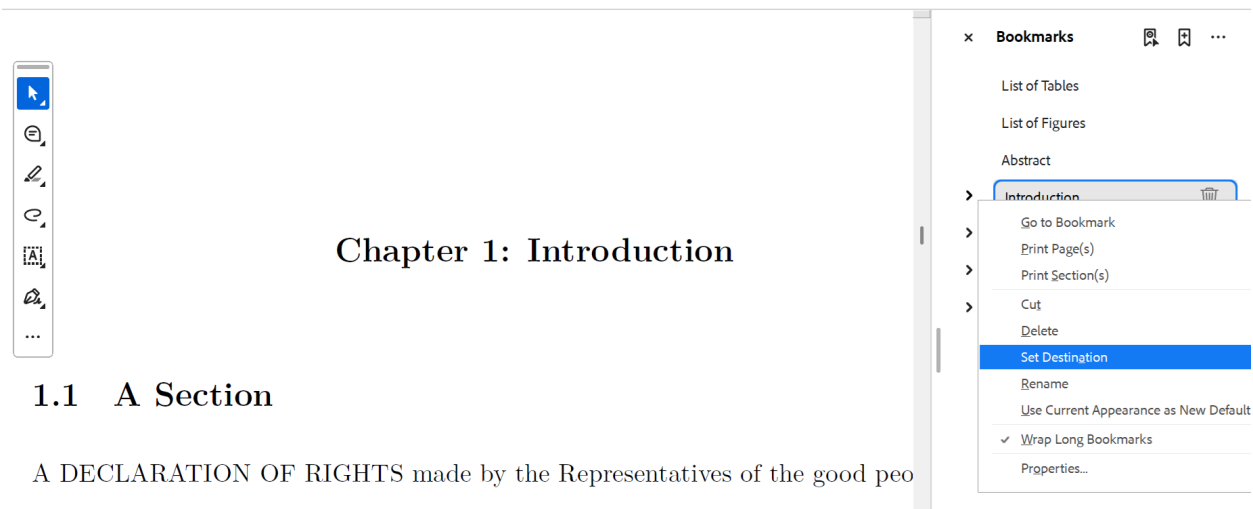 Bookmarks
List of Tables
List of Figures
Abstract
Introduction
Go to Bookmark
Print Page(s)
Print Section(s)
Cut
Delete
Set Destination
Rename
Use Current Appearance as New Default
Wrap Long Bookmarks
Properties...
Chapter 1: Introduction
1.1 A Section
A DECLARATION OF RIGHTS made by the Representatives of the good peo